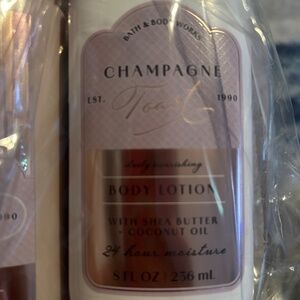 BATH & BODY WORKS
CHAMPAGNE
EST. Toast 1990
daily nourishing
BODY LOTION
WITH SHEA BUTTER
+ COCONUT OIL
24 hour moisture
8 FL OZ / 236 mL